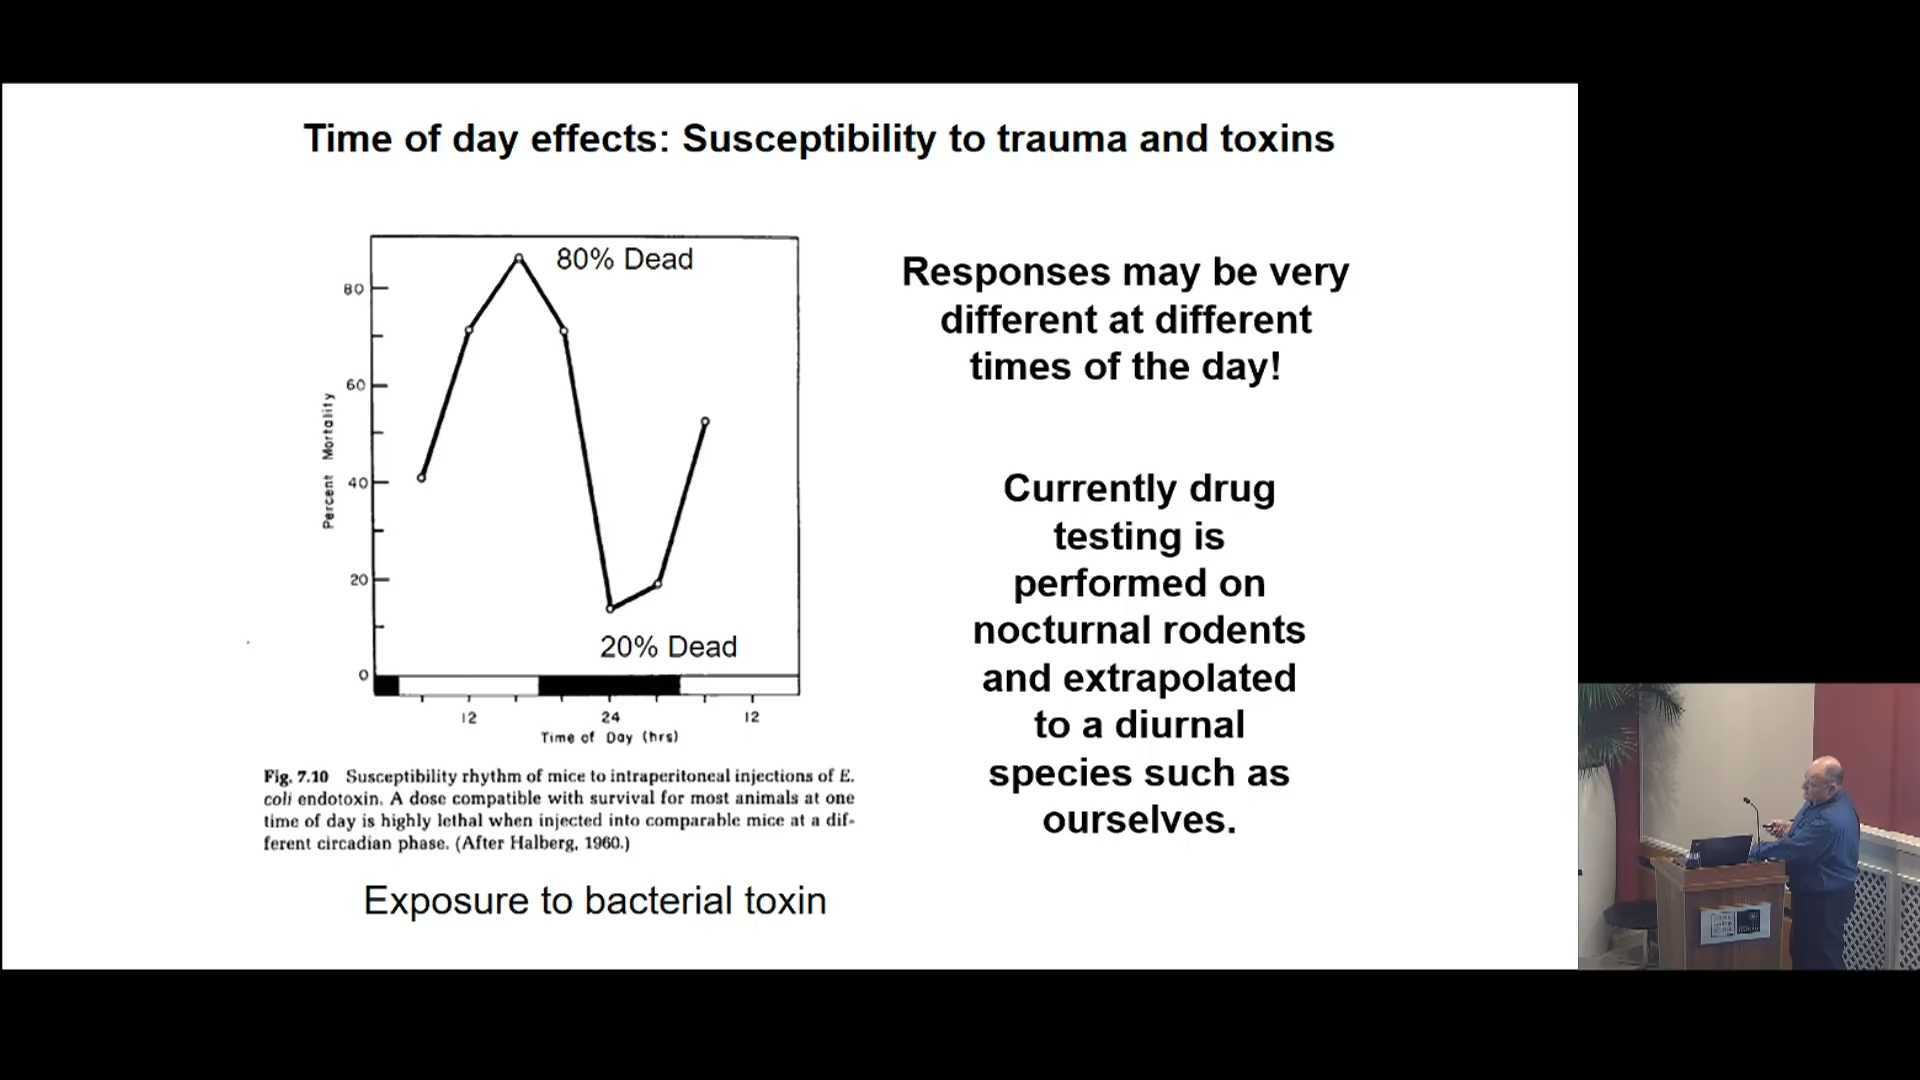 Time of day effects: Susceptibility to trauma and toxins
80% Dead
80
60
40
20
0
Percent Mortality
20% Dead
12
24
12
Time of Day (hrs)
Fig. 7.10 Susceptibility rhythm of mice to intraperitoneal injections of E.
coli endotoxin. A dose compatible with survival for most animals at one
time of day is highly lethal when injected into comparable mice at a dif-
ferent circadian phase. (After Halberg, 1960.)
Exposure to bacterial toxin
Responses may be very
different at different
times of the day!
Currently drug
testing is
performed on
nocturnal rodents
and extrapolated
to a diurnal
species such as
ourselves.